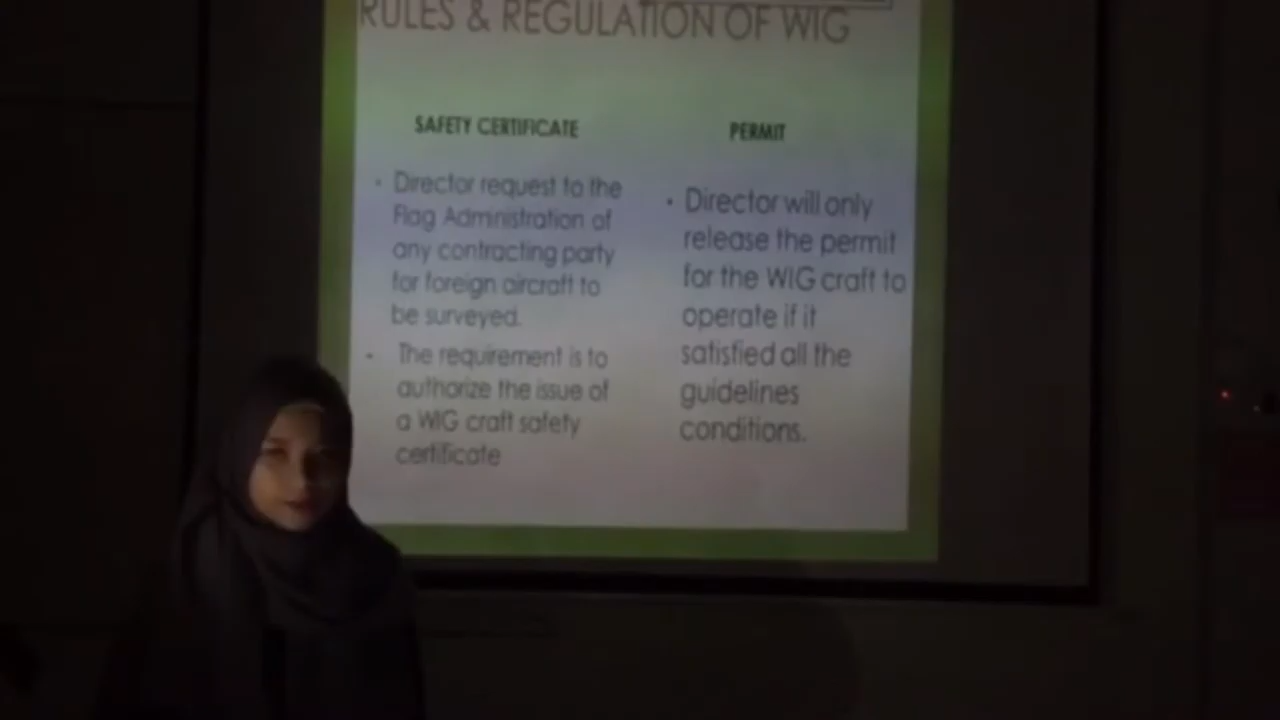 RULES & REGULATION OF WIG
SAFETY CERTIFICATE
• Director request to the
Flag Administration of
any contracting party
for foreign aircraft to
be surveyed.
• The requirement is to
authorize the issue of
a WIG craft safety
certificate
PERMIT
• Director will only
release the permit
for the WIG craft to
operate if it
satisfied all the
guidelines
conditions.